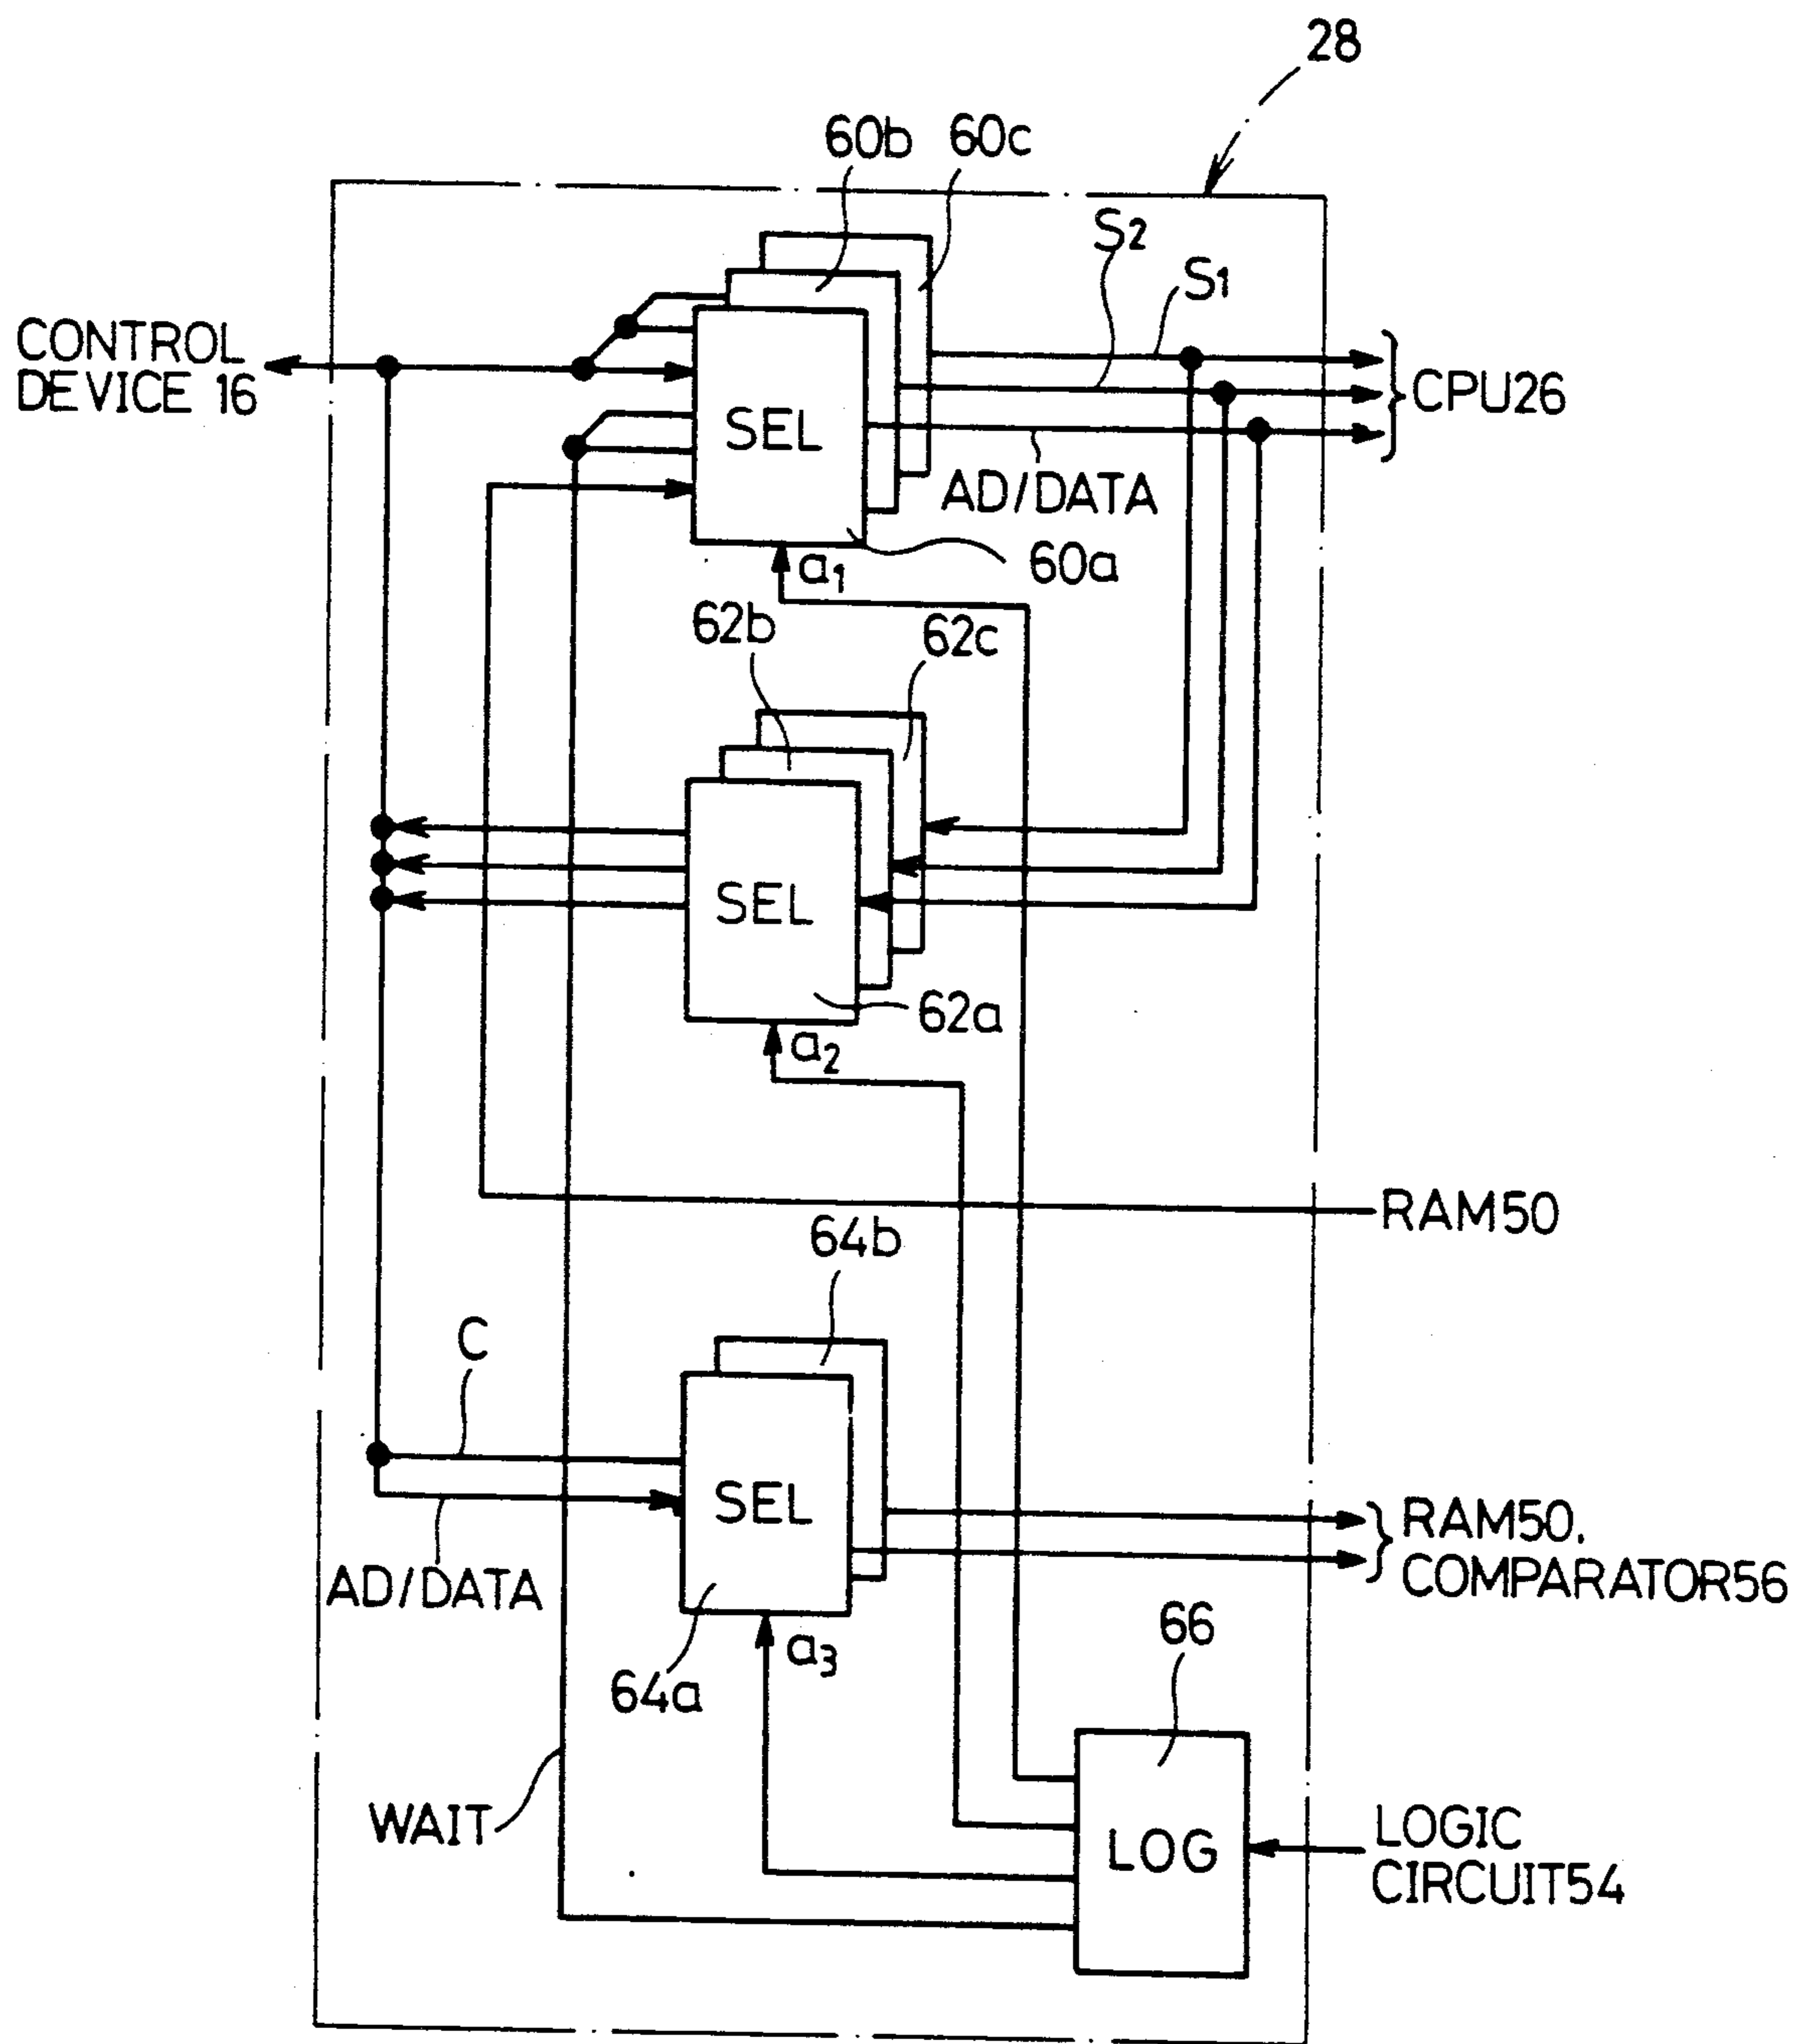 28
60b
60c
S2
S1
CONTROL
DEVICE 16
CPU26
SEL
AD/DATA
a1
60a
62b
62c
SEL
62a
a2
RAM50
64b
C
SEL
RAM50,
COMPARATOR56
AD/DATA
a3
64a
66
WAIT
LOG
LOGIC
CIRCUIT54